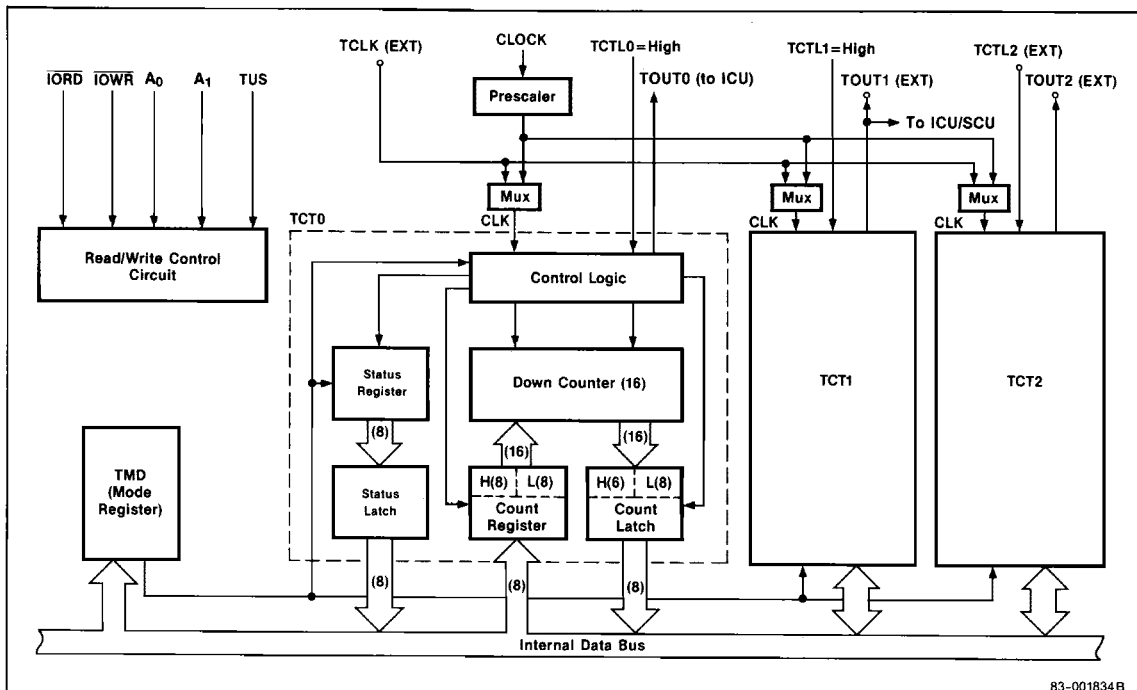 TCLK (EXT)
CLOCK
TCTL0=High
TCTL1=High
TCTL2 (EXT)
IORD
IOWR
A0
A1
TUS
TOUT0 (to ICU)
TOUT1 (EXT)
TOUT2 (EXT)
Prescaler
To ICU/SCU
Mux
Mux
Mux
TCT0
CLK
CLK
CLK
Read/Write Control
Circuit
Control Logic
Status
Register
Down Counter (16)
TCT1
TCT2
(8)
(16)
(16)
TMD
(Mode
Register)
Status
Latch
H(8)
L(8)
Count
Register
H(6)
L(8)
Count
Latch
(8)
(8)
(8)
Internal Data Bus
83-001834B